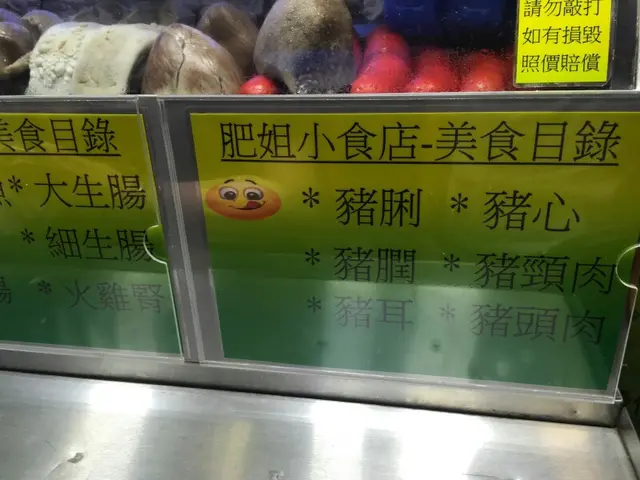 請勿敲打
如有損毀
照價賠償
美食目錄
* 大生腸
* 細生腸
腸 * 火雞腎
肥姐小食店-美食目錄
* 豬脷 * 豬心
* 豬膶 * 豬頸肉
* 豬耳 * 豬頭肉